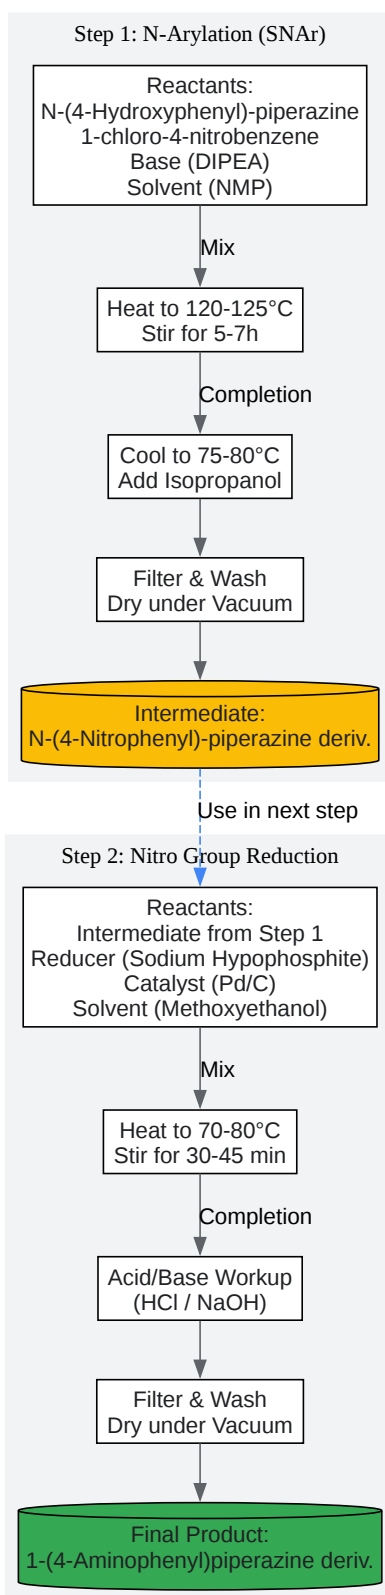 Step 1: N-Arylation (SNAr)
Reactants:
N-(4-Hydroxyphenyl)-piperazine
1-chloro-4-nitrobenzene
Base (DIPEA)
Solvent (NMP)
Mix
Heat to 120-125°C
Stir for 5-7h
Completion
Cool to 75-80°C
Add Isopropanol
Filter & Wash
Dry under Vacuum
Intermediate:
N-(4-Nitrophenyl)-piperazine deriv.
Use in next step
Step 2: Nitro Group Reduction
Reactants:
Intermediate from Step 1
Reducer (Sodium Hypophosphite)
Catalyst (Pd/C)
Solvent (Methoxyethanol)
Mix
Heat to 70-80°C
Stir for 30-45 min
Completion
Acid/Base Workup
(HCl / NaOH)
Filter & Wash
Dry under Vacuum
Final Product:
1-(4-Aminophenyl)piperazine deriv.